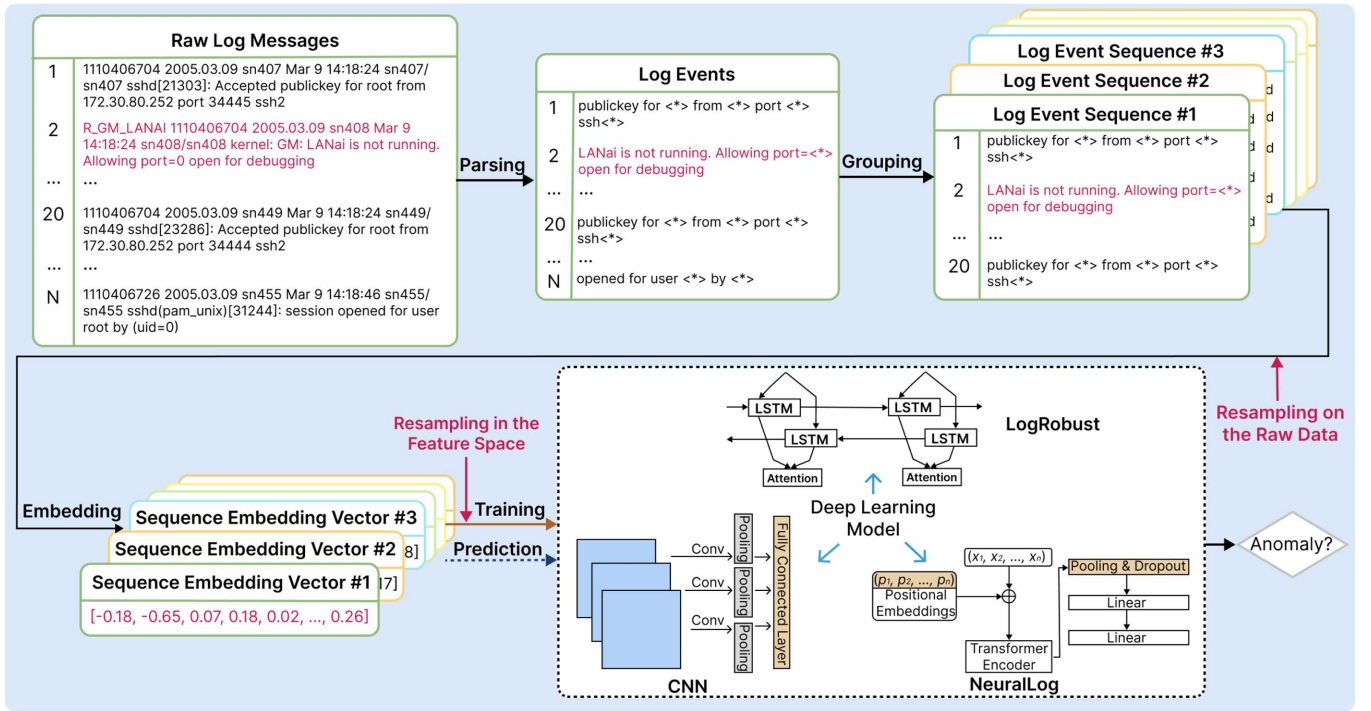 Raw Log Messages
1
1110406704 2005.03.09 sn407 Mar 9 14:18:24 sn407/
sn407 sshd[21303]: Accepted publickey for root from
172.30.80.252 port 34445 ssh2
2
R_GM_LANAI 1110406704 2005.03.09 sn408 Mar 9
14:18:24 sn408/sn408 kernel: GM: LANai is not running.
Allowing port=0 open for debugging
... ...
20
1110406704 2005.03.09 sn449 Mar 9 14:18:24 sn449/
sn449 sshd[23286]: Accepted publickey for root from
172.30.80.252 port 34444 ssh2
... ...
N
1110406726 2005.03.09 sn455 Mar 9 14:18:46 sn455/
sn455 sshd(pam_unix)[31244]: session opened for user
root by (uid=0)
Parsing
Log Events
1
publickey for <*> from <*> port <*>
ssh<*>
2
LANai is not running. Allowing port=<*>
open for debugging
... ...
20
publickey for <*> from <*> port <*>
ssh<*>
... ...
N
opened for user <*> by <*>
Grouping
Log Event Sequence #3
Log Event Sequence #2
d
d
d
d
d
d
d
Log Event Sequence #1
1
publickey for <*> from <*> port <*>
ssh<*>
2
LANai is not running. Allowing port=<*>
open for debugging
... ...
20
publickey for <*> from <*> port <*>
ssh<*>
Resampling on
the Raw Data
Embedding
Sequence Embedding Vector #3
8]
Sequence Embedding Vector #2
17]
Sequence Embedding Vector #1
[-0.18, -0.65, 0.07, 0.18, 0.02, ..., 0.26]
Resampling in the
Feature Space
Training
Prediction
LSTM
LSTM
LSTM
LSTM
Attention
Attention
LogRobust
Deep Learning
Model
Conv
Conv
Conv
Pooling
Pooling
Pooling
Fully Connected Layer
CNN
(x1, x2, ..., xn)
(p1, p2, ..., pn)
Positional
Embeddings
Transformer
Encoder
Pooling & Dropout
Linear
Linear
NeuralLog
Anomaly?